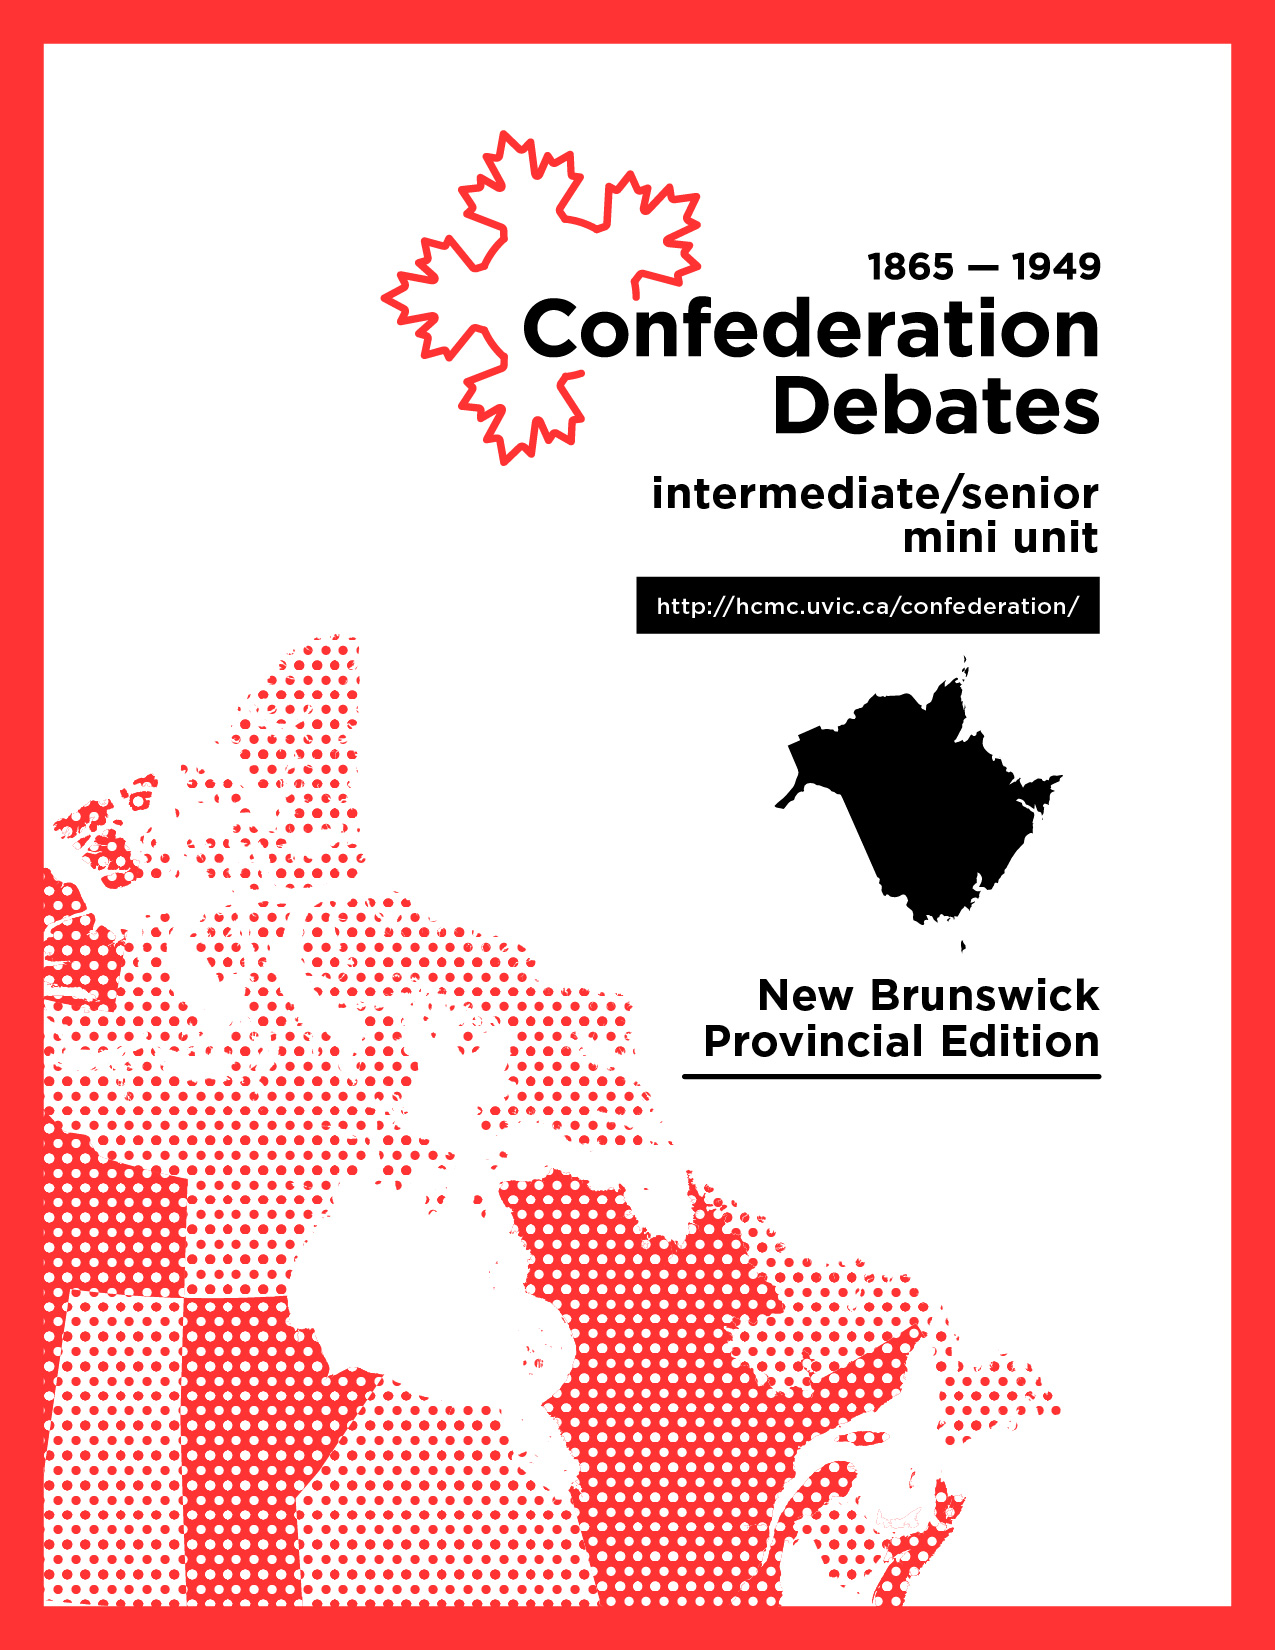 1865 — 1949
Confederation
Debates
intermediate/senior
mini unit
http://hcmc.uvic.ca/confederation/
New Brunswick
Provincial Edition